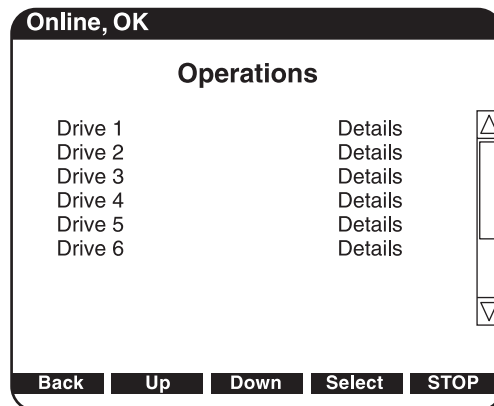 Online, OK
Operations
Drive 1 Details
Drive 2 Details
Drive 3 Details
Drive 4 Details
Drive 5 Details
Drive 6 Details
Back Up Down Select STOP